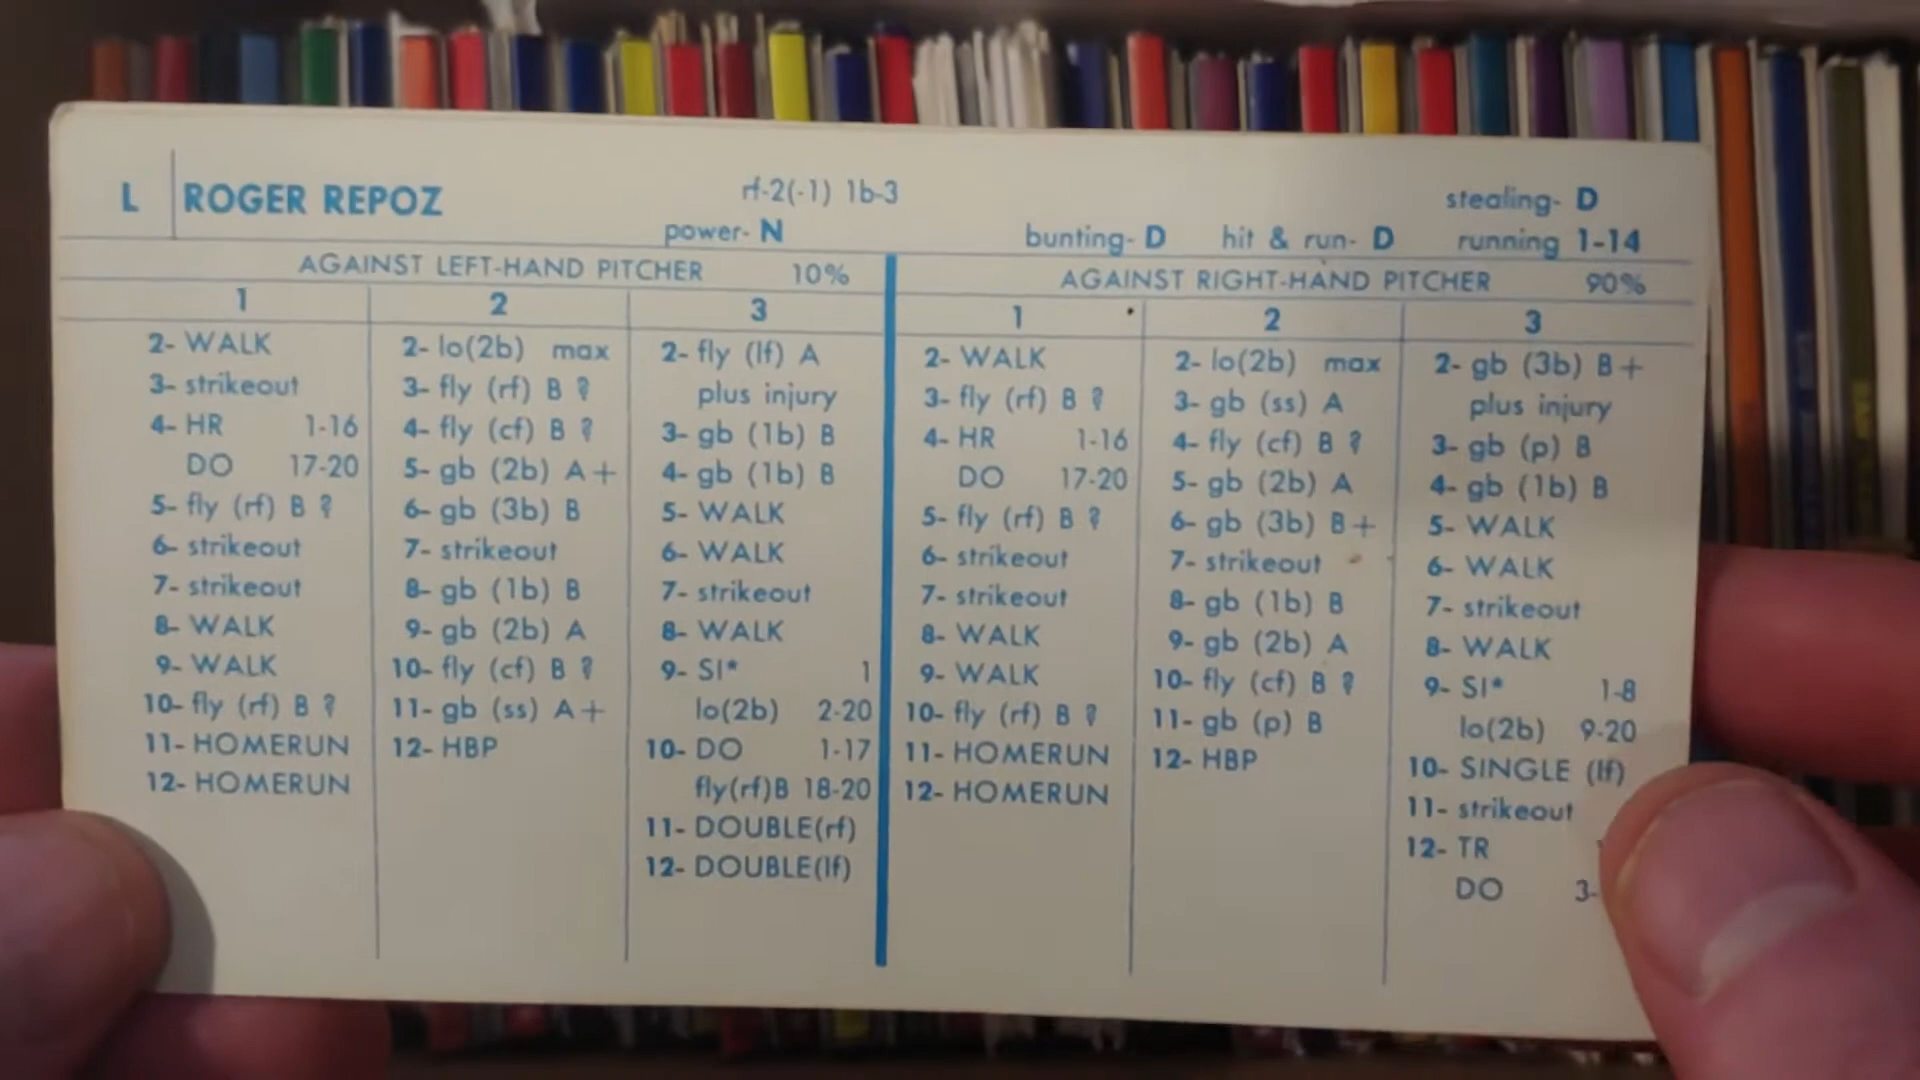 L ROGER REPOZ
rf-2(-1) 1b-3
stealing- D
power- N
bunting- D hit & run- D running 1-14
AGAINST LEFT-HAND PITCHER 10%
1
2- WALK
3- strikeout
4- HR 1-16
DO 17-20
5- fly (rf) B ?
6- strikeout
7- strikeout
8- WALK
9- WALK
10- fly (rf) B ?
11- HOMERUN
12- HOMERUN
2
2- lo(2b) max
3- fly (rf) B ?
4- fly (cf) B ?
5- gb (2b) A+
6- gb (3b) B
7- strikeout
8- gb (1b) B
9- gb (2b) A
10- fly (cf) B ?
11- gb (ss) A+
12- HBP
3
2- fly (lf) A
plus injury
3- gb (1b) B
4- gb (1b) B
5- WALK
6- WALK
7- strikeout
8- WALK
9- SI* 1
lo(2b) 2-20
10- DO 1-17
fly(rf)B 18-20
11- DOUBLE(rf)
12- DOUBLE(lf)
AGAINST RIGHT-HAND PITCHER 90%
1
2- WALK
3- fly (rf) B ?
4- HR 1-16
DO 17-20
5- fly (rf) B ?
6- strikeout
7- strikeout
8- WALK
9- WALK
10- fly (rf) B ?
11- HOMERUN
12- HOMERUN
2
2- lo(2b) max
3- gb (ss) A
4- fly (cf) B ?
5- gb (2b) A
6- gb (3b) B+
7- strikeout
8- gb (1b) B
9- gb (2b) A
10- fly (cf) B ?
11- gb (p) B
12- HBP
3
2- gb (3b) B+
plus injury
3- gb (p) B
4- gb (1b) B
5- WALK
6- WALK
7- strikeout
8- WALK
9- SI* 1-8
lo(2b) 9-20
10- SINGLE (lf)
11- strikeout
12- TR
DO 3-